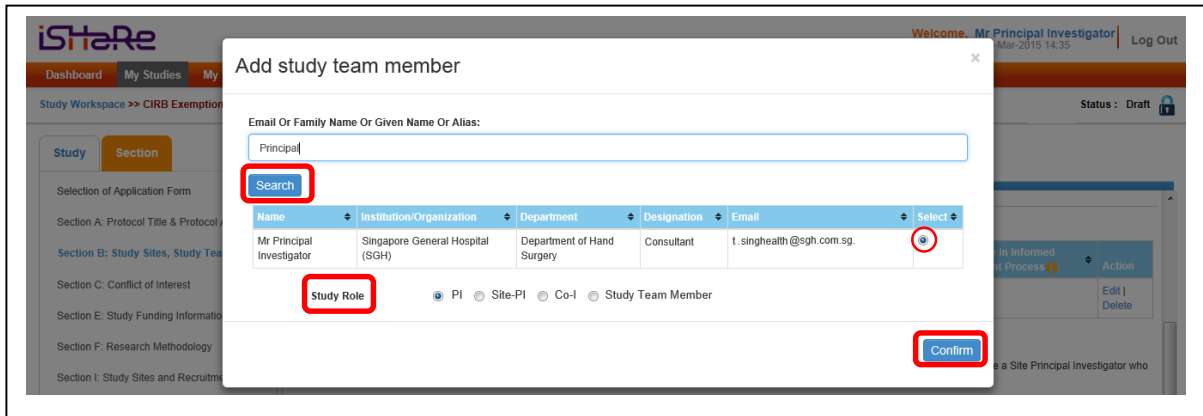 iSHaRe
Welcome, Mr Principal Investigator
-Mar-2015 14:35
Log Out
Dashboard My Studies My
Study Workspace >> CIRB Exemption
Status : Draft
Study Section
Selection of Application Form
Section A: Protocol Title & Protocol
Section B: Study Sites, Study Tea
Section C: Conflict of Interest
Section E: Study Funding Informatio
Section F: Research Methodology
Section I: Study Sites and Recruitme
Add study team member
×
Email Or Family Name Or Given Name Or Alias:
Principal
Search
Name Institution/Organization Department Designation Email Select
Mr Principal Investigator Singapore General Hospital (SGH) Department of Hand Surgery Consultant t.singhealth@sgh.com.sg.
Study Role PI Site-PI Co-I Study Team Member
Confirm
in Informed
nt Process
Action
Edit |
Delete
e a Site Principal Investigator who